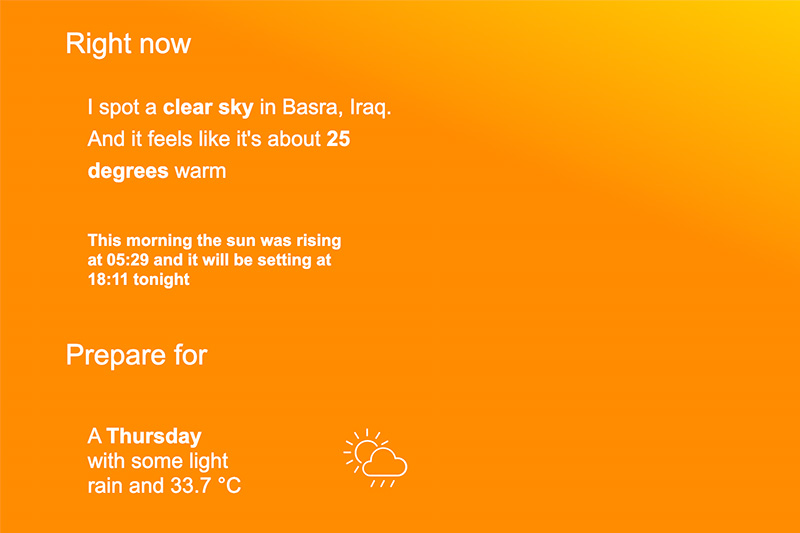 Right now
I spot a clear sky in Basra, Iraq.
And it feels like it's about 25
degrees warm
This morning the sun was rising
at 05:29 and it will be setting at
18:11 tonight
Prepare for
A Thursday
with some light
rain and 33.7 °C